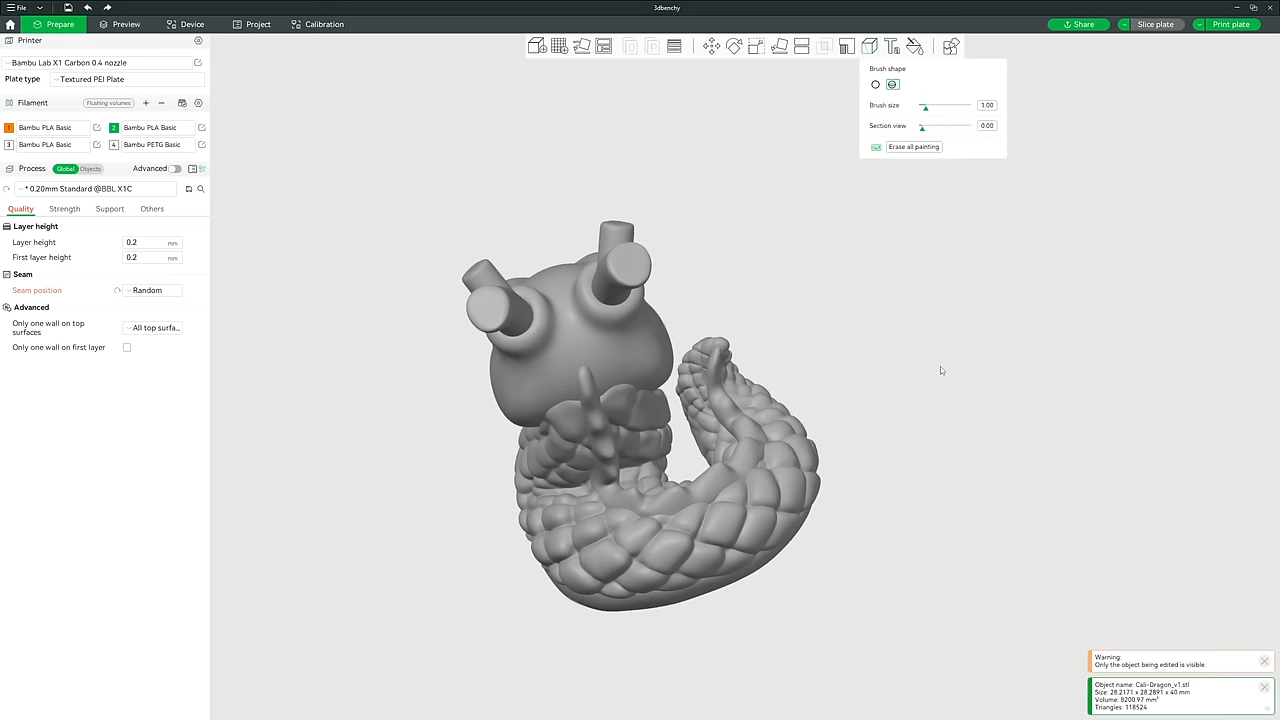 File
3dbenchy
Prepare
Preview
Device
Project
Calibration
Share
Slice plate
Print plate
Printer
Bambu Lab X1 Carbon 0.4 nozzle
Plate type
Textured PEI Plate
Filament
Flushing volumes
1 Bambu PLA Basic
2 Bambu PLA Basic
3 Bambu PLA Basic
4 Bambu PETG Basic
Process
Global
Objects
Advanced
* 0.20mm Standard @BBL X1C
Quality
Strength
Support
Others
Layer height
Layer height 0.2 mm
First layer height 0.2 mm
Seam
Seam position Random
Advanced
Only one wall on top
surfaces
All top surfa...
Only one wall on first layer
Brush shape
Brush size 1.00
Section view 0.00
Erase all painting
Warning:
Only the object being edited is visible.
Object name: Cali-Dragon_v1.stl
Size: 28.2171 x 28.2891 x 40 mm
Volume: 8200.97 mm³
Triangles: 118524